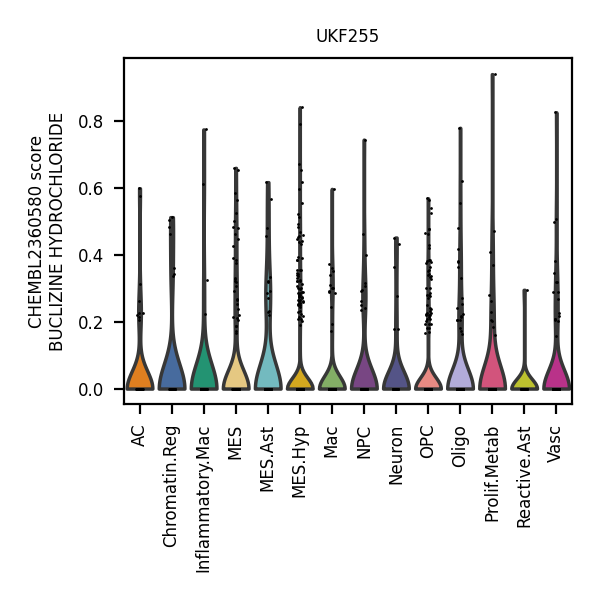 UKF255
CHEMBL2360580 score
BUCLIZINE HYDROCHLORIDE
0.8
0.6
0.4
0.2
0.0
AC
Chromatin.Reg
Inflammatory.Mac
MES
MES.Ast
MES.Hyp
Mac
NPC
Neuron
OPC
Oligo
Prolif.Metab
Reactive.Ast
Vasc